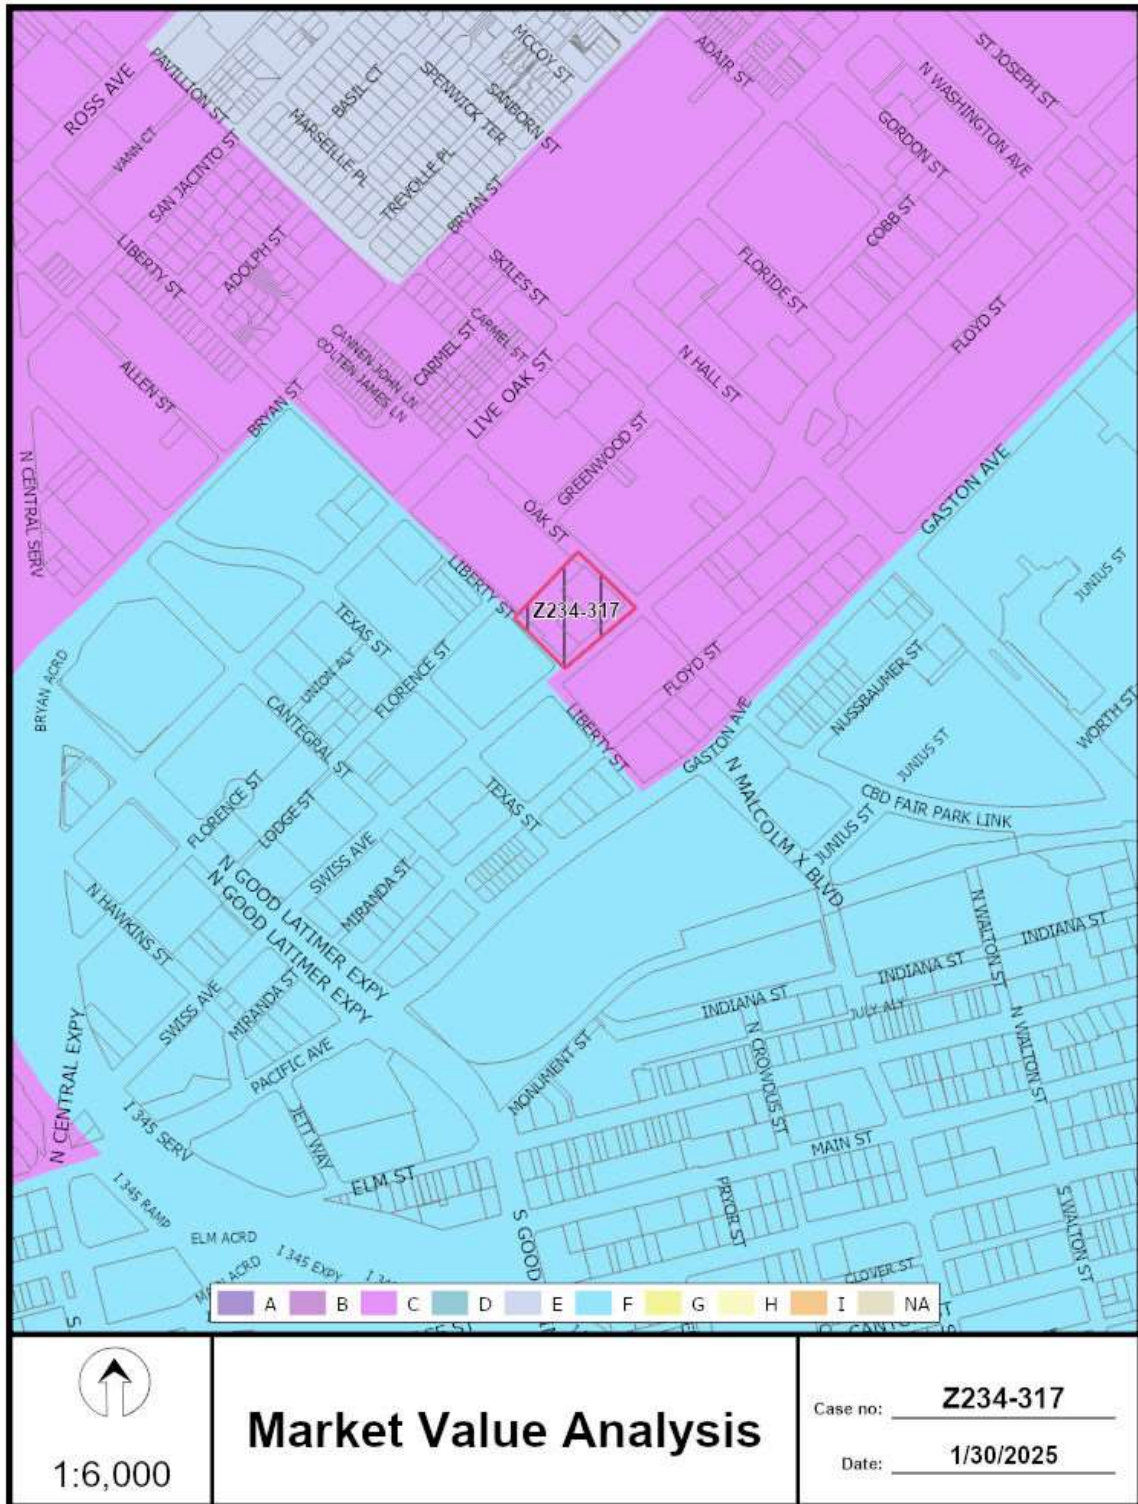 MCCOY ST
ADAIR ST
ST JOSEPH ST
PAVILION ST
ROSS AVE
BASIL CT
SPENWICK TER
SANBORN ST
N WASHINGTON AVE
GORDON ST
VANN CT
MARSEILLE PL
TREVOLLE PL
SAN JACINTO S
BRYAN ST
COBB ST
LIBERTY ST
ADOLPH ST
SKILES ST
FLORIDE ST
FLOYD ST
CANNEN JOHN LN
COLTEN JAMES LN
CARMEL ST
CARMEL ST
N HALL ST
ALLEN ST
LIVE OAK ST
BRYAN ST
N CENTRAL SERV
GREENWOOD ST
GASTON AVE
OAK ST
LIBERTY ST
JUNIUS ST
Z234-317
TEXAS ST
UNION ALY
FLORENCE ST
BRYAN ACRD
FLOYD ST
NUSSBAUMER ST
CANTEGRAL ST
LIBERTY ST
GASTON AVE
WORTH ST
JUNIUS ST
FLORENCE ST
LODGE ST
TEXAS ST
N MALCOLM X BLVD
CBD FAIR PARK LINK
JUNIUS ST
SWISS AVE
MIRANDA ST
N GOOD LATIMER EXPY
N GOOD LATIMER EXPY
N HAWKINS ST
N WALTON ST
INDIANA ST
INDIANA ST
SWISS AVE
MIRANDA ST
INDIANA ST
JULY ALY
N CENTRAL EXPY
PACIFIC AVE
MONUMENT ST
N CROWDUS ST
N WALTON ST
I 345 SERV
JETT WAY
MAIN ST
ELM ST
I 345 RAMP
PRYOR ST
S WALTON ST
ELM ACRD
S GOOD
I 345 EXPY
ACRD
CLOVER ST
A B C D E F G H I NA
S
1:6,000
Market Value Analysis
Case no: Z234-317
Date: 1/30/2025